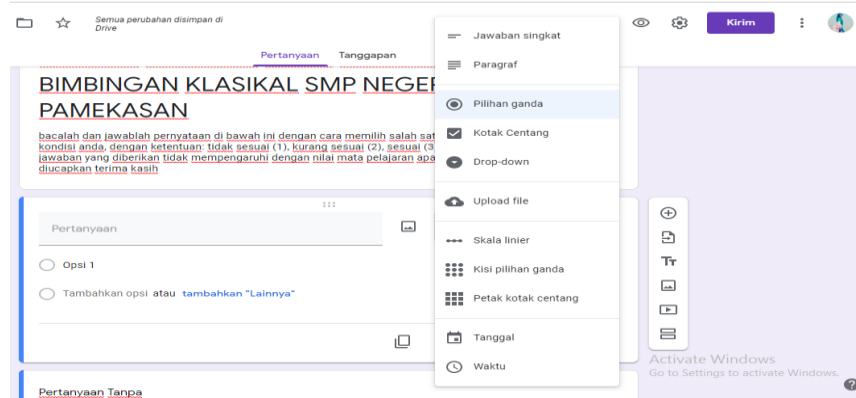 Semua perubahan disimpan di
Drive
Kirim
Pertanyaan Tanggapan
BIMBINGAN KLASIKAL SMP NEGER
PAMEKASAN
bacalah dan jawablah pernyataan di bawah ini dengan cara memilih salah sat
kondisi anda, dengan ketentuan: tidak sesuai (1), kurang sesuai (2), sesuai (3
jawaban yang diberikan tidak mempengaruhi dengan nilai mata pelajaran apa
diucapkan terima kasih
Pertanyaan
Opsi 1
Tambahkan opsi atau tambahkan "Lainnya"
Pertanyaan Tanpa
Jawaban singkat
Paragraf
Pilihan ganda
Kotak Centang
Drop-down
Upload file
Skala linier
Kisi pilihan ganda
Petak kotak centang
Tanggal
Waktu
Tт
Activate Windows
Go to Settings to activate Windows.